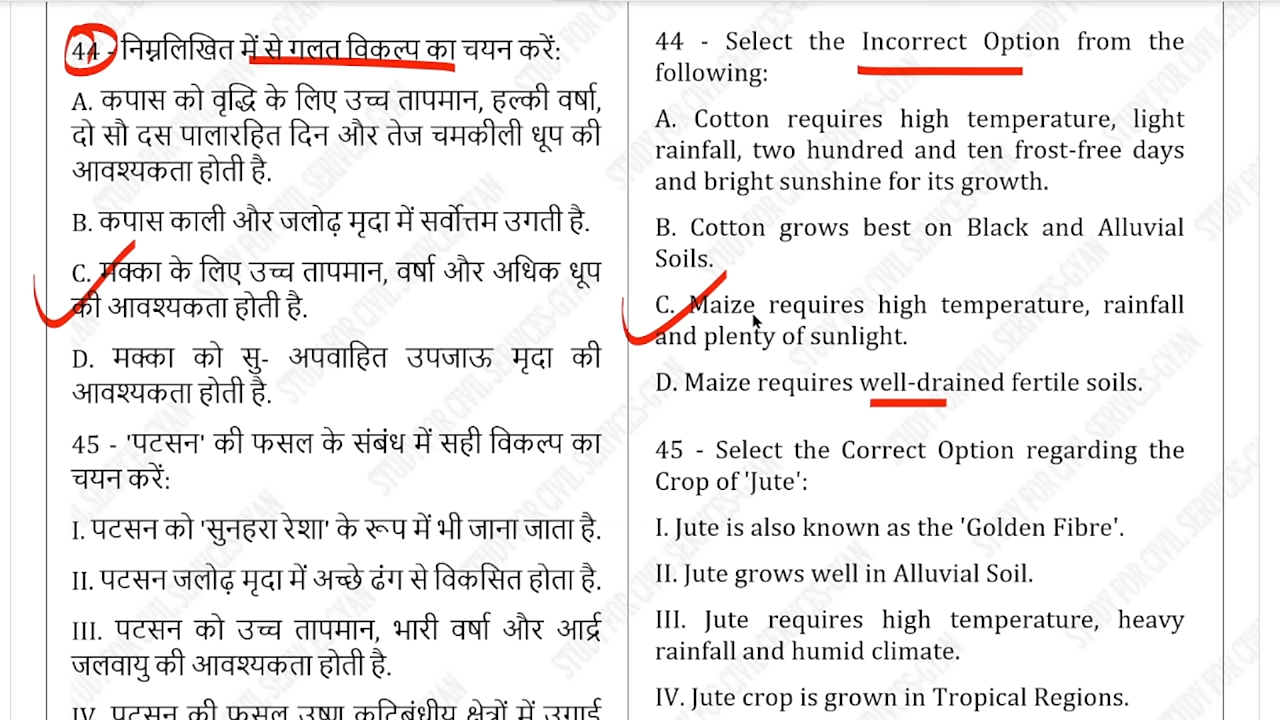 44 - निम्नलिखित में से गलत विकल्प का चयन करें:
A. कपास को वृद्धि के लिए उच्च तापमान, हल्की वर्षा,
दो सौ दस पालारहित दिन और तेज चमकीली धूप की
आवश्यकता होती है.
B. कपास काली और जलोढ़ मृदा में सर्वोत्तम उगती है.
C. मक्का के लिए उच्च तापमान, वर्षा और अधिक धूप
की आवश्यकता होती है.
D. मक्का को सु- अपवाहित उपजाऊ मृदा की
आवश्यकता होती है.
45 - 'पटसन' की फसल के संबंध में सही विकल्प का
चयन करें:
I. पटसन को 'सुनहरा रेशा' के रूप में भी जाना जाता है.
II. पटसन जलोढ़ मृदा में अच्छे ढंग से विकसित होता है.
III. पटसन को उच्च तापमान, भारी वर्षा और आर्द्र
जलवायु की आवश्यकता होती है.
IV. पटसन की फसल उष्ण कटिबंधीय क्षेत्रों में उगाई
44 - Select the Incorrect Option from the
following:
A. Cotton requires high temperature, light
rainfall, two hundred and ten frost-free days
and bright sunshine for its growth.
B. Cotton grows best on Black and Alluvial
Soils.
C. Maize requires high temperature, rainfall
and plenty of sunlight.
D. Maize requires well-drained fertile soils.
45 - Select the Correct Option regarding the
Crop of 'Jute':
I. Jute is also known as the 'Golden Fibre'.
II. Jute grows well in Alluvial Soil.
III. Jute requires high temperature, heavy
rainfall and humid climate.
IV. Jute crop is grown in Tropical Regions.